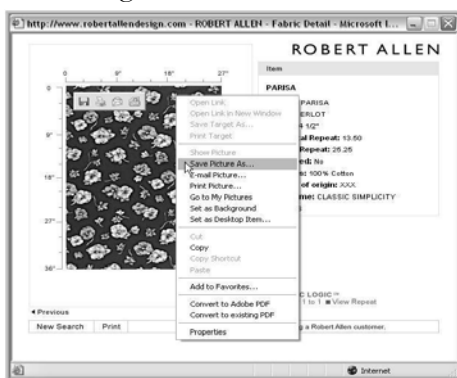 http://www.robertallendesign.com - ROBERT ALLEN - Fabric Detail - Microsoft I...
ROBERT ALLEN
0 9" 18" 27"
Item
0
9"
18"
27"
36"
PARISA
PARISA
ERLOT
1/2"
al Repeat: 13.50
Repeat: 25.25
ed: No
: 100% Cotton
of origin: XXX
me: CLASSIC SIMPLICITY
Open Link
Open Link in New Window
Save Target As...
Print Target
Show Picture
Save Picture As...
E-mail Picture...
Print Picture...
Go to My Pictures
Set as Background
Set as Desktop Item...
Cut
Copy
Copy Shortcut
Paste
Add to Favorites...
Convert to Adobe PDF
Convert to existing PDF
Properties
C LOGIC ™
1 to 1 View Repeat
Previous
New Search Print
g a Robert Allen customer.
Internet